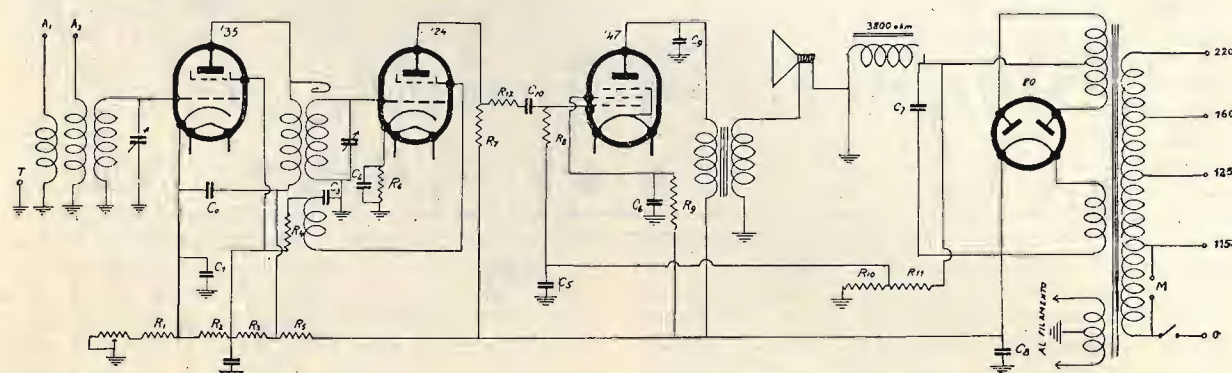 A1
A2
T
'35
'24
'47
80
3800 ohm
220
160
125
115
0
M
AL FILAMENTO
C0
C1
R4
C3
C2
R6
R12
C10
R7
R8
C9
C6
R9
C5
R10
R11
C7
C8
R1
R2
R3
R5